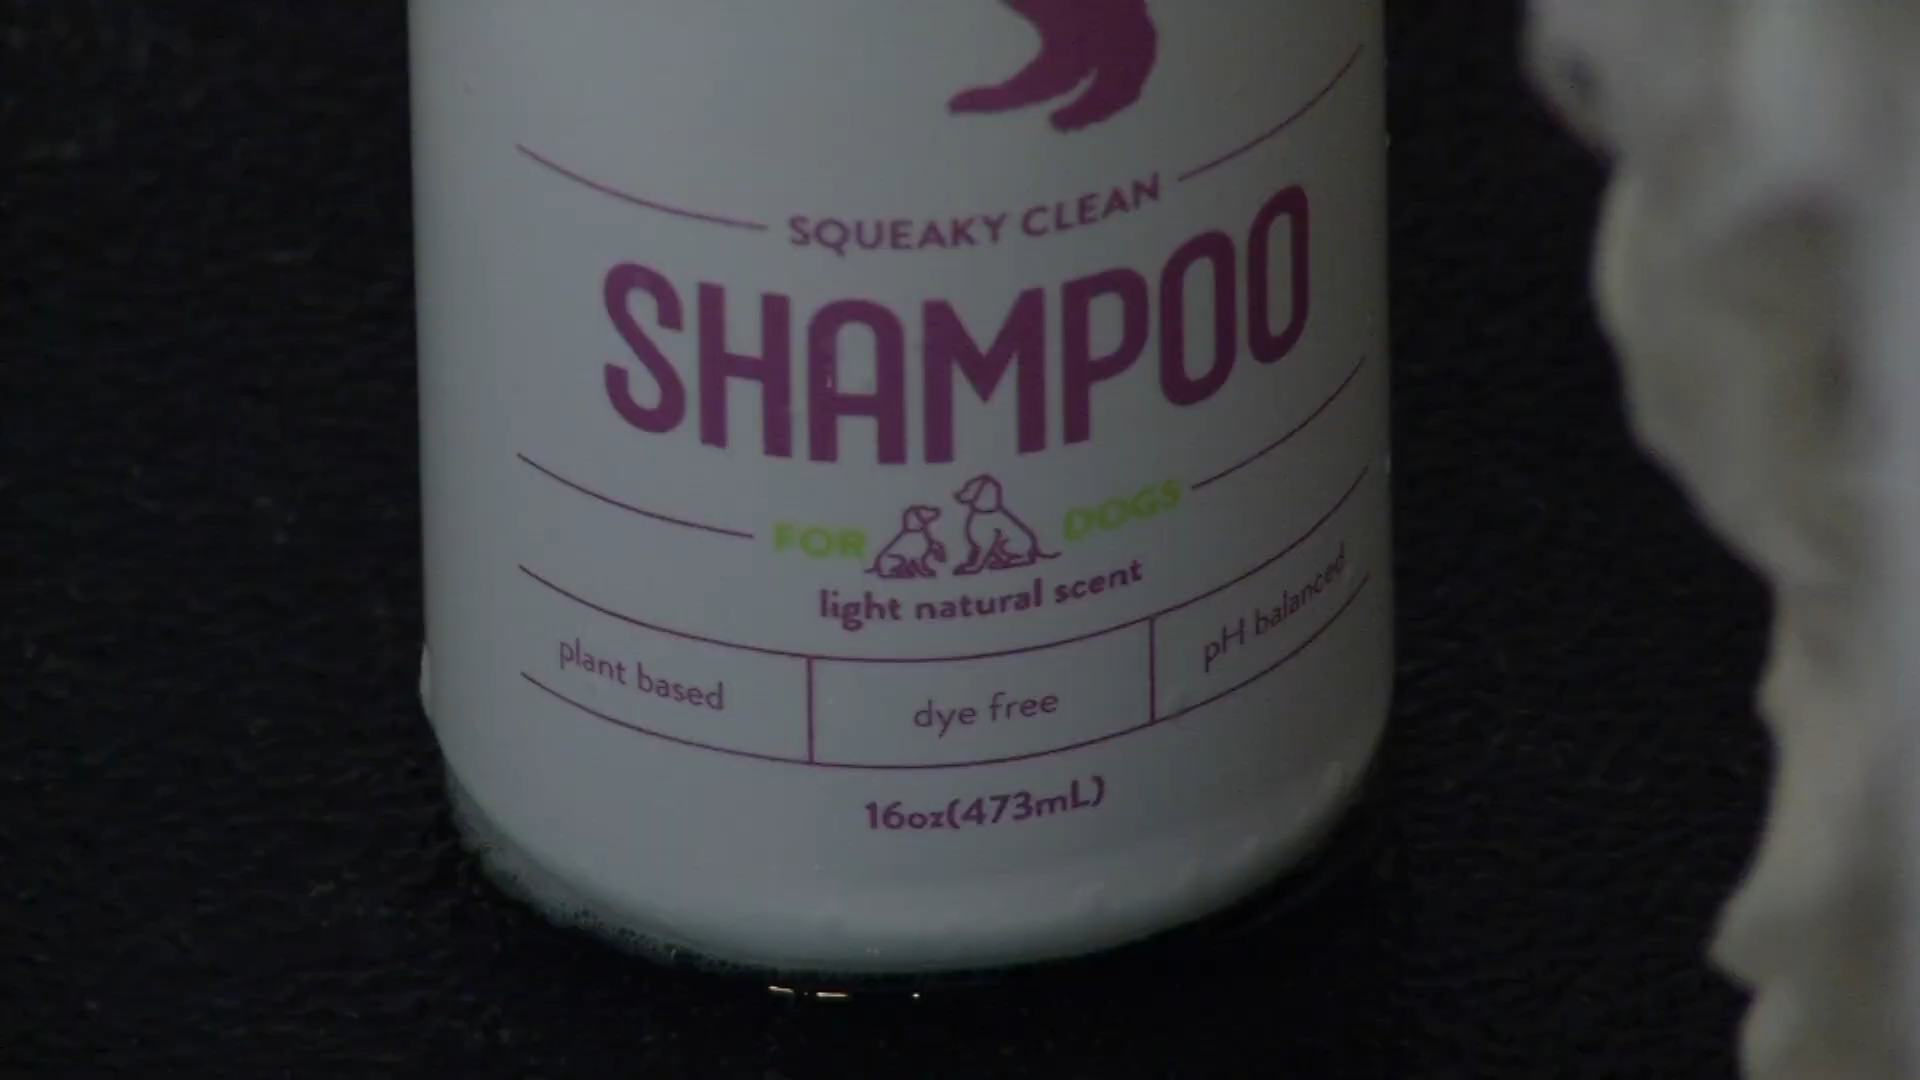 SQUEAKY CLEAN
SHAMPOO
FOR DOGS
light natural scent
plant based
dye free
pH balanced
16oz(473mL)